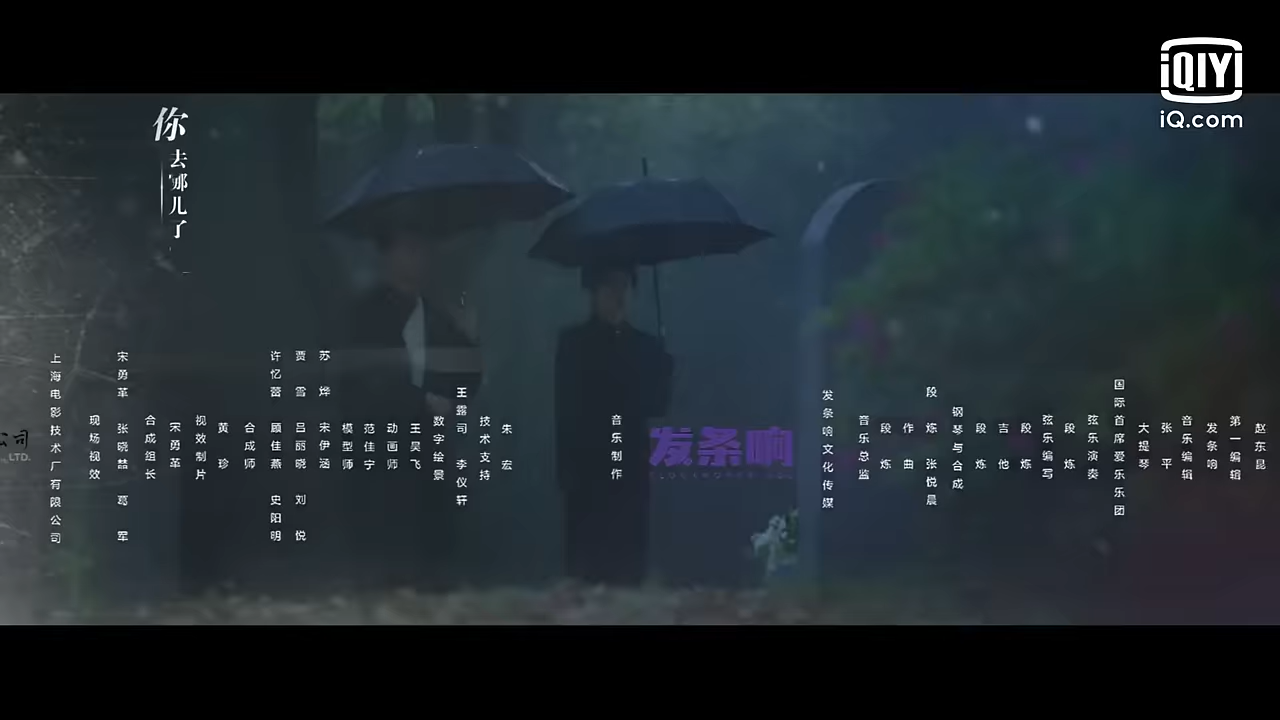 iQIYI
iQ.com
你
去哪儿了
公司
LTD.
上海电影技术厂有限公司
现场视效
宋勇革 张晓喆 葛军
合成组长
宋勇革
视效制片
黄珍
合成师
许忆蓉 顾佳燕 史阳明
贾雪 吕丽晓 刘悦
苏烨 宋伊涵
模型师
范佳宁
动画师
王昊飞
数字绘景
王露司 李仪轩
技术支持
朱宏
音乐制作
发条响
发条响文化传媒
音乐总监
段炼
作曲
段炼 张悦晨
钢琴与合成
段炼
吉他
段炼
弦乐编写
段炼
弦乐演奏
国际首席爱乐乐团
大提琴
张平
音乐编辑
发条响
第一编辑
赵东昆